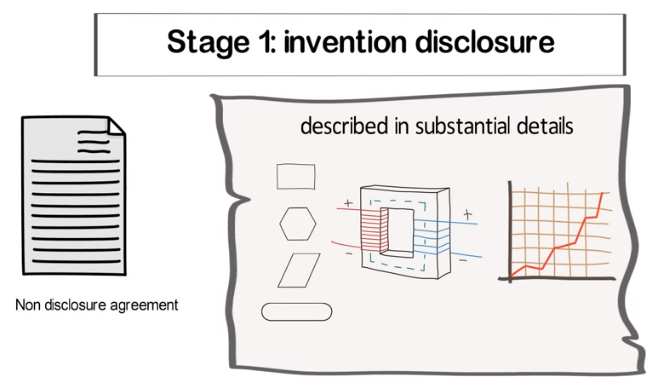 Stage 1: invention disclosure
described in substantial details
+
+
-
-
Non disclosure agreement